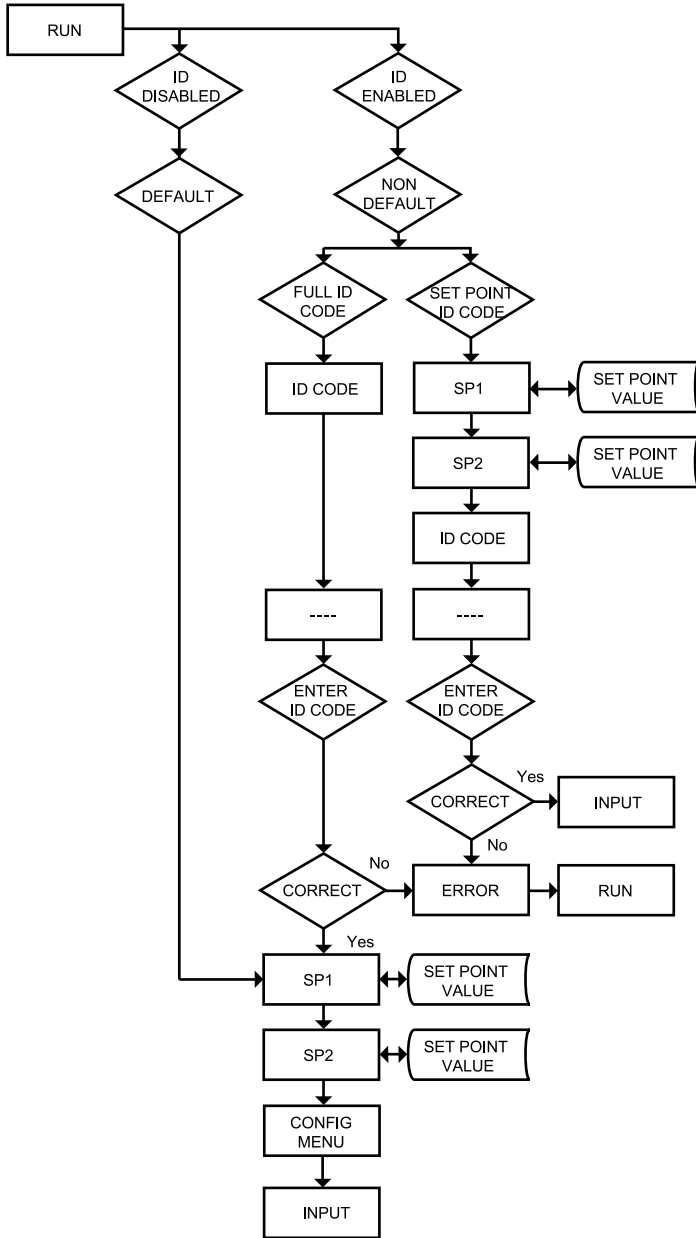 RUN
ID
DISABLED
ID
ENABLED
DEFAULT
NON
DEFAULT
FULL ID
CODE
SET POINT
ID CODE
ID CODE
SP1
SET POINT
VALUE
SP2
SET POINT
VALUE
ID CODE
----
----
ENTER
ID CODE
ENTER
ID CODE
CORRECT
Yes
INPUT
No
CORRECT
No
ERROR
RUN
Yes
SP1
SET POINT
VALUE
SP2
SET POINT
VALUE
CONFIG
MENU
INPUT